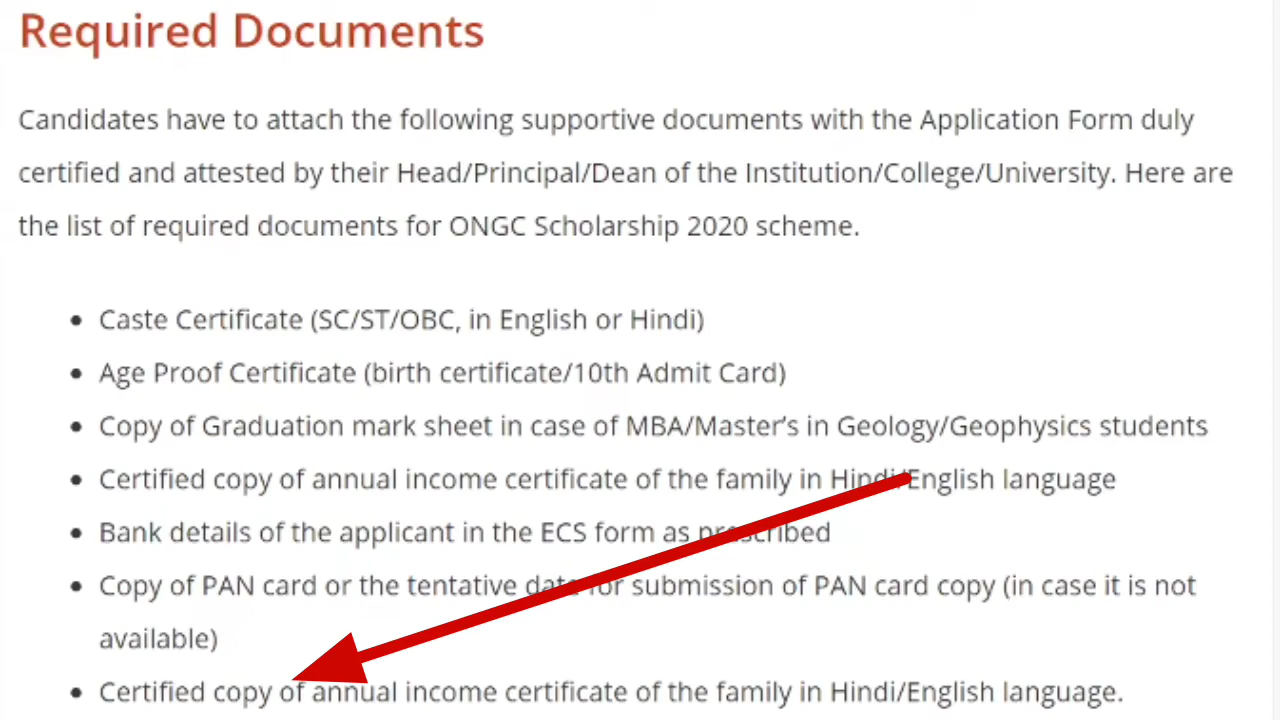 Required Documents
Candidates have to attach the following supportive documents with the Application Form duly
certified and attested by their Head/Principal/Dean of the Institution/College/University. Here are
the list of required documents for ONGC Scholarship 2020 scheme.
• Caste Certificate (SC/ST/OBC, in English or Hindi)
• Age Proof Certificate (birth certificate/10th Admit Card)
• Copy of Graduation mark sheet in case of MBA/Master’s in Geology/Geophysics students
• Certified copy of annual income certificate of the family in Hindi/English language
• Bank details of the applicant in the ECS form as prescribed
• Copy of PAN card or the tentative date for submission of PAN card copy (in case it is not
available)
• Certified copy of annual income certificate of the family in Hindi/English language.